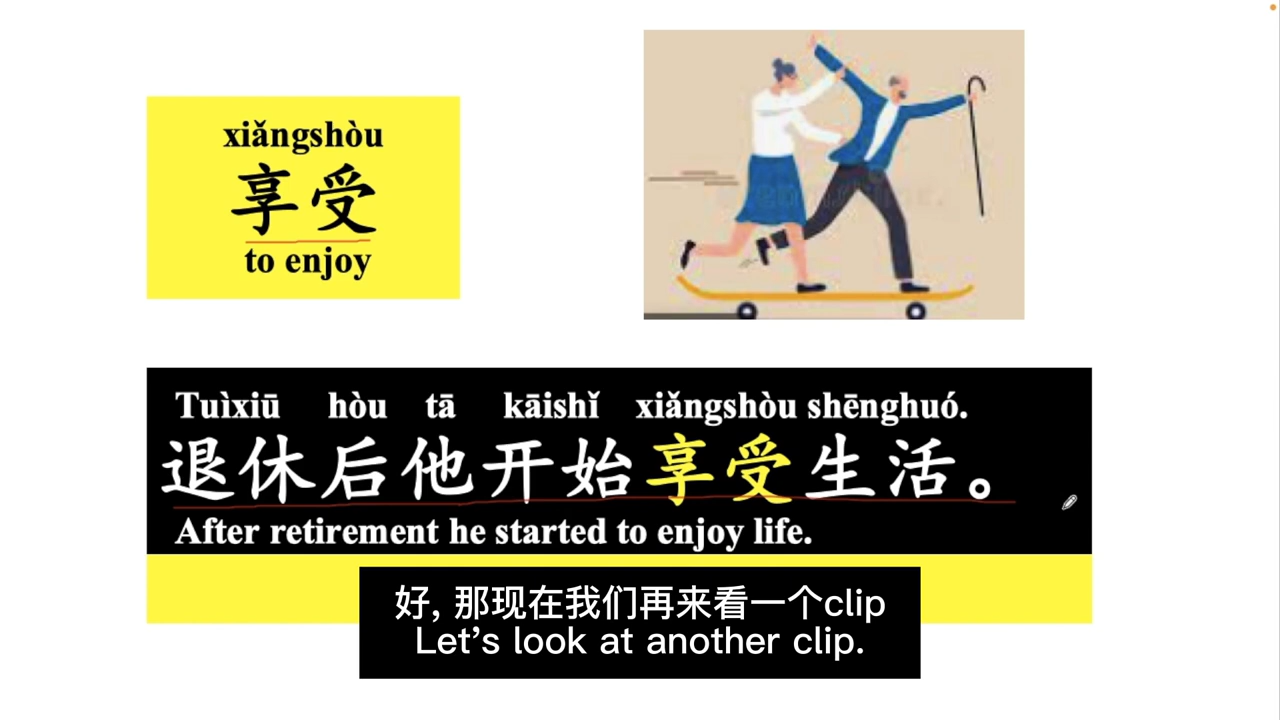 xiǎngshòu
享受
to enjoy
Tuìxiū hòu tā kāishǐ xiǎngshòu shēnghuó.
退休后他开始享受生活。
After retirement he started to enjoy life.
好, 那现在我们再来看一个clip
Let's look at another clip.